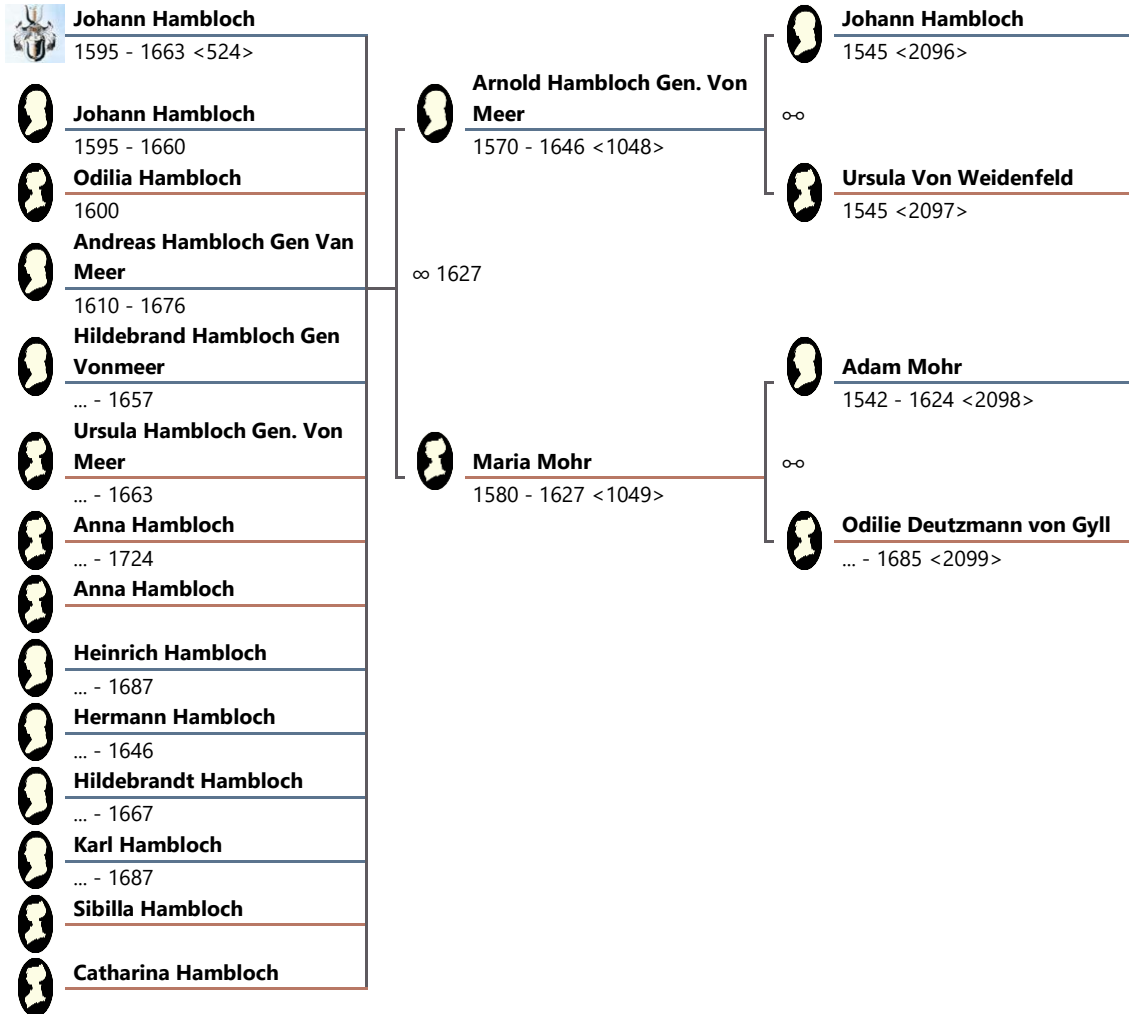 Johann Hambloch
1595 - 1663 <524>
Johann Hambloch
1595 - 1660
Odilia Hambloch
1600
Andreas Hambloch Gen Van
Meer
1610 - 1676
Hildebrand Hambloch Gen
Vonmeer
... - 1657
Ursula Hambloch Gen. Von
Meer
... - 1663
Anna Hambloch
... - 1724
Anna Hambloch
Heinrich Hambloch
... - 1687
Hermann Hambloch
... - 1646
Hildebrandt Hambloch
... - 1667
Karl Hambloch
... - 1687
Sibilla Hambloch
Catharina Hambloch
Arnold Hambloch Gen. Von
Meer
1570 - 1646 <1048>
∞ 1627
Maria Mohr
1580 - 1627 <1049>
Johann Hambloch
1545 <2096>
⚯
Ursula Von Weidenfeld
1545 <2097>
Adam Mohr
1542 - 1624 <2098>
⚯
Odilie Deutzmann von Gyll
... - 1685 <2099>